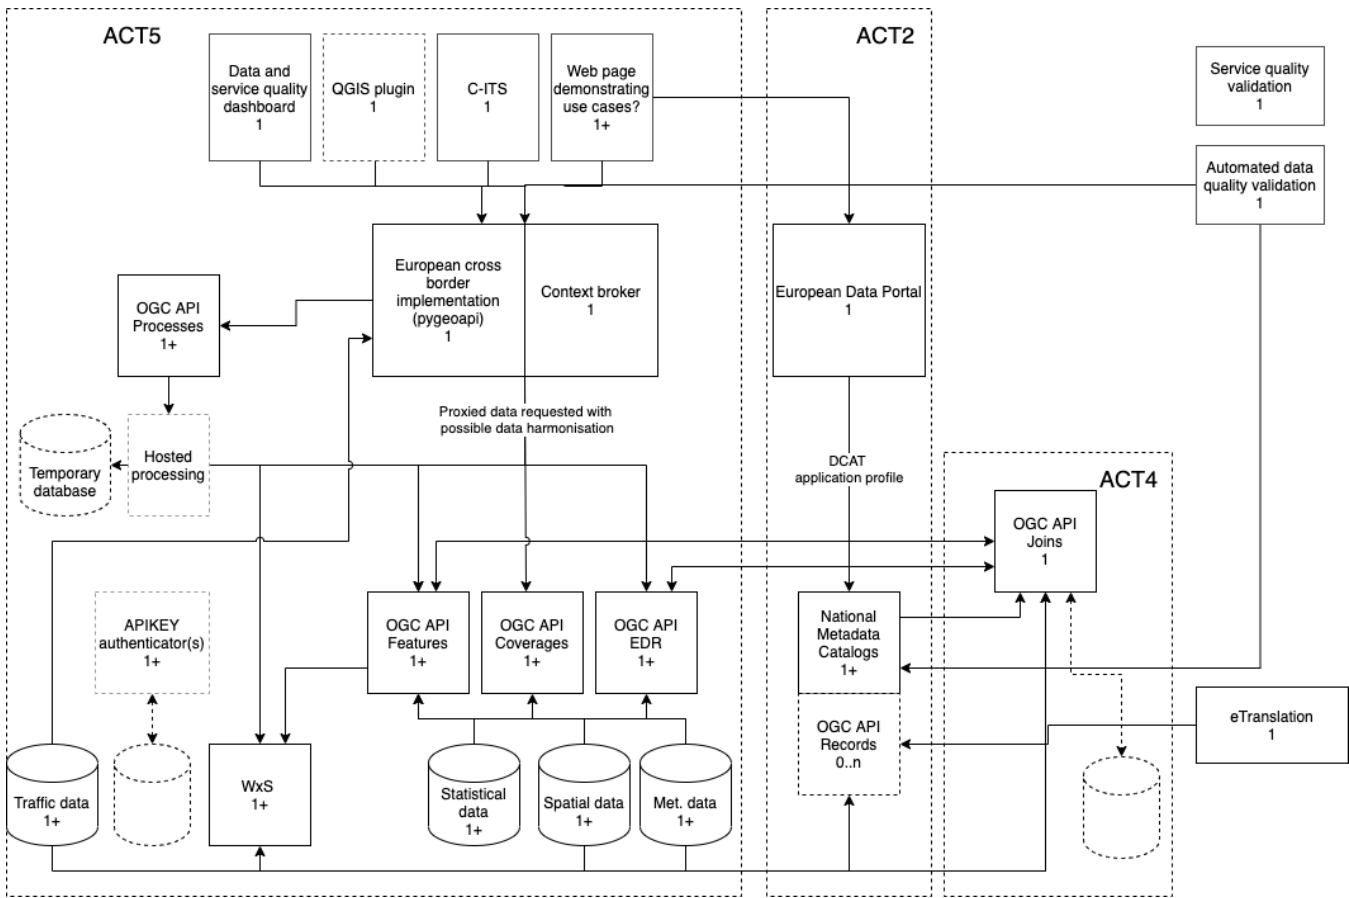 ACT5
ACT2
Data and
service quality
dashboard
1
QGIS plugin
1
C-ITS
1
Web page
demonstrating
use cases?
1+
Service quality
validation
1
Automated data
quality validation
1
European cross
border
implementation
(pygeoapi)
1
Context broker
1
European Data Portal
1
OGC API
Processes
1+
Proxied data requested with
possible data harmonisation
Hosted
processing
Temporary
database
DCAT
application profile
ACT4
OGC API
Joins
1
APIKEY
authenticator(s)
1+
OGC API
Features
1+
OGC API
Coverages
1+
OGC API
EDR
1+
National
Metadata
Catalogs
1+
OGC API
Records
0..n
eTranslation
1
Traffic data
1+
WxS
1+
Statistical
data
1+
Spatial data
1+
Met. data
1+